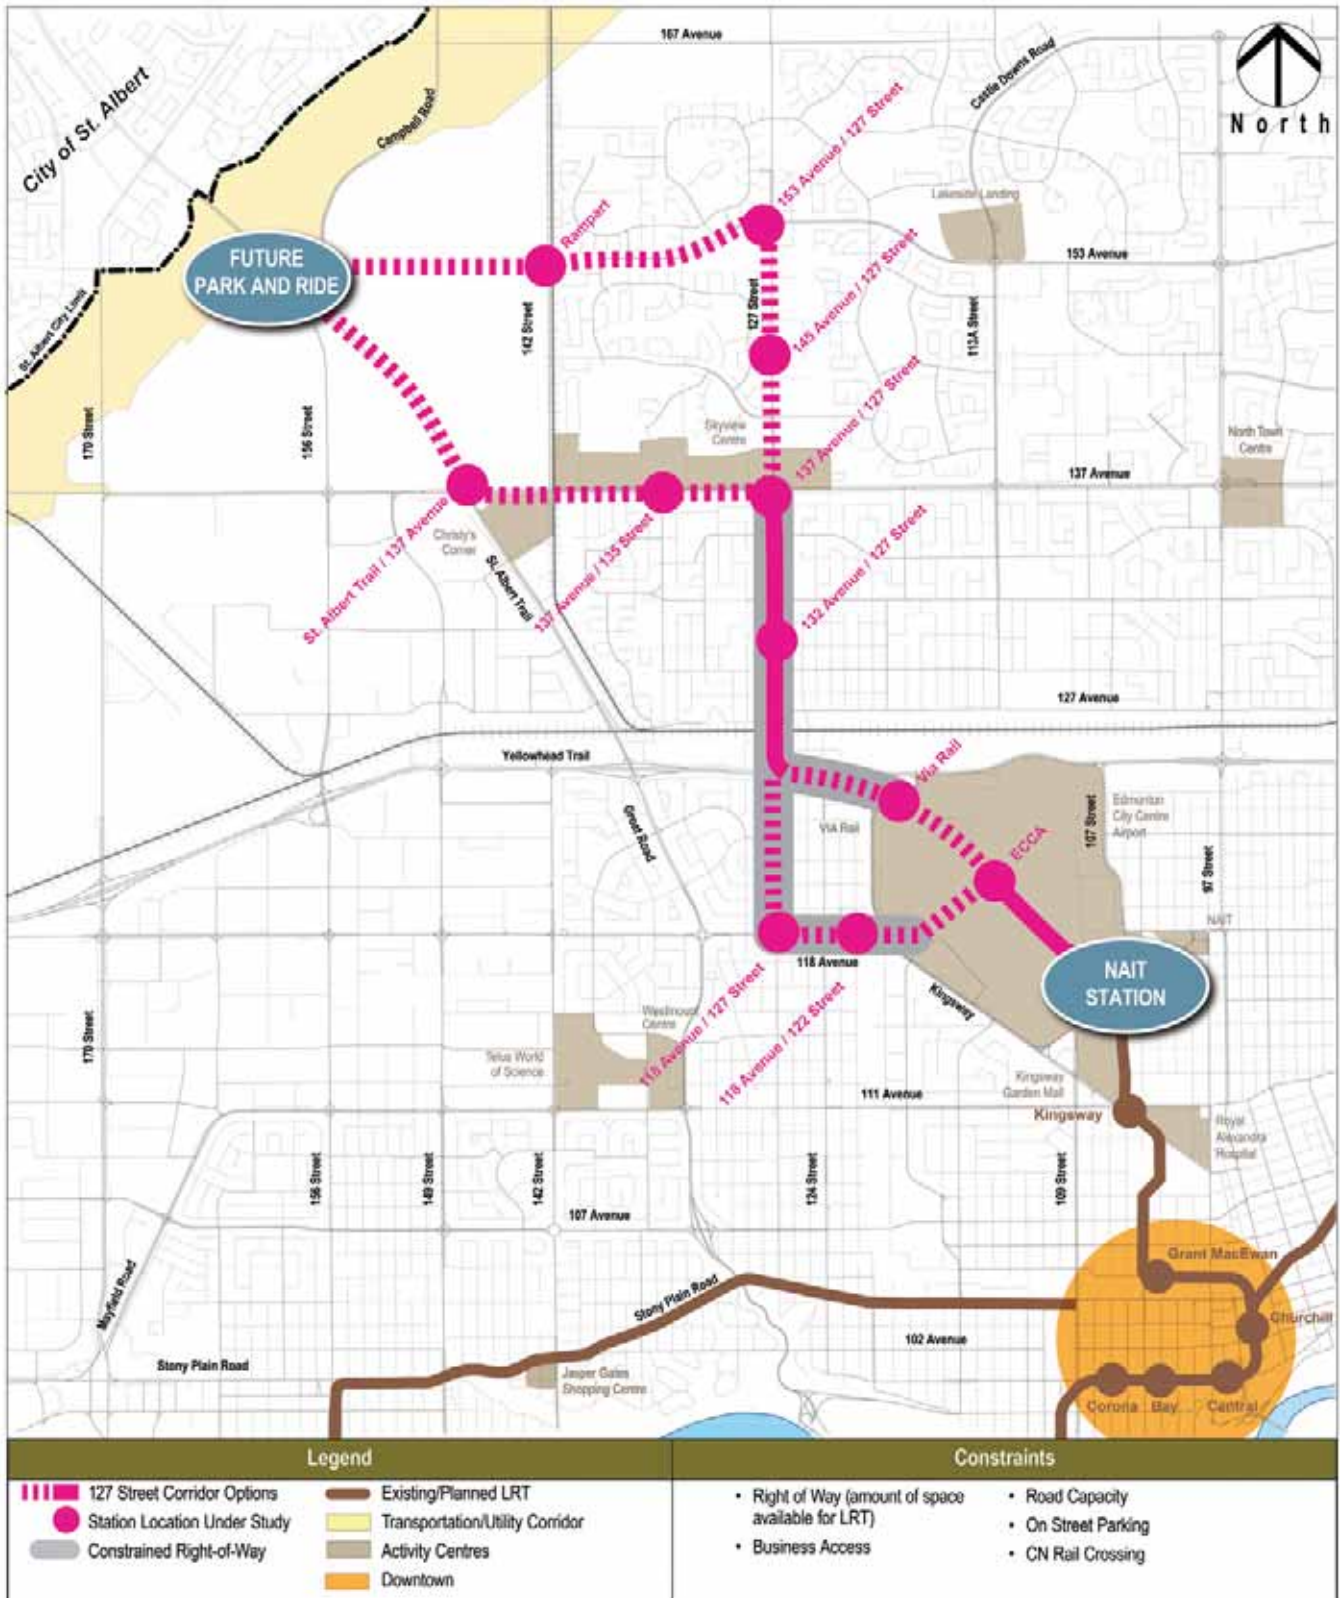 167 Avenue
City of St. Albert
Campbell Road
Castle Downs Road
North
153 Avenue / 127 Street
Lakeside Landing
Rampart
FUTURE
PARK AND RIDE
153 Avenue
145 Avenue / 127 Street
127 Street
St. Albert City Limit
142 Street
113A Street
137 Avenue / 127 Street
170 Street
156 Street
Skyview
Centre
North Town
Centre
137 Avenue
St. Albert Trail / 137 Avenue
Christy's
Corner
St. Albert Trail
137 Avenue / 135 Street
132 Avenue / 127 Street
127 Avenue
Yellowhead Trail
Via Rail
Groat Road
VIA Rail
ECCA
107 Street
Edmonton
City Centre
Airport
97 Street
NAIT
118 Avenue
NAIT
STATION
Kingsway
118 Avenue / 127 Street
118 Avenue / 122 Street
170 Street
Westmount
Centre
Telus World
of Science
Kingsway
Garden Mall
111 Avenue
Kingsway
Royal
Alexandra
Hospital
156 Street
149 Street
142 Street
124 Street
109 Street
107 Avenue
Mayfield Road
Grant MacEwan
Stony Plain Road
Churchill
102 Avenue
Stony Plain Road
Jasper Gates
Shopping Centre
Corona
Bay
Central
Legend
127 Street Corridor Options
Station Location Under Study
Constrained Right-of-Way
Existing/Planned LRT
Transportation/Utility Corridor
Activity Centres
Downtown
Constraints
• Right of Way (amount of space
available for LRT)
• Business Access
• Road Capacity
• On Street Parking
• CN Rail Crossing